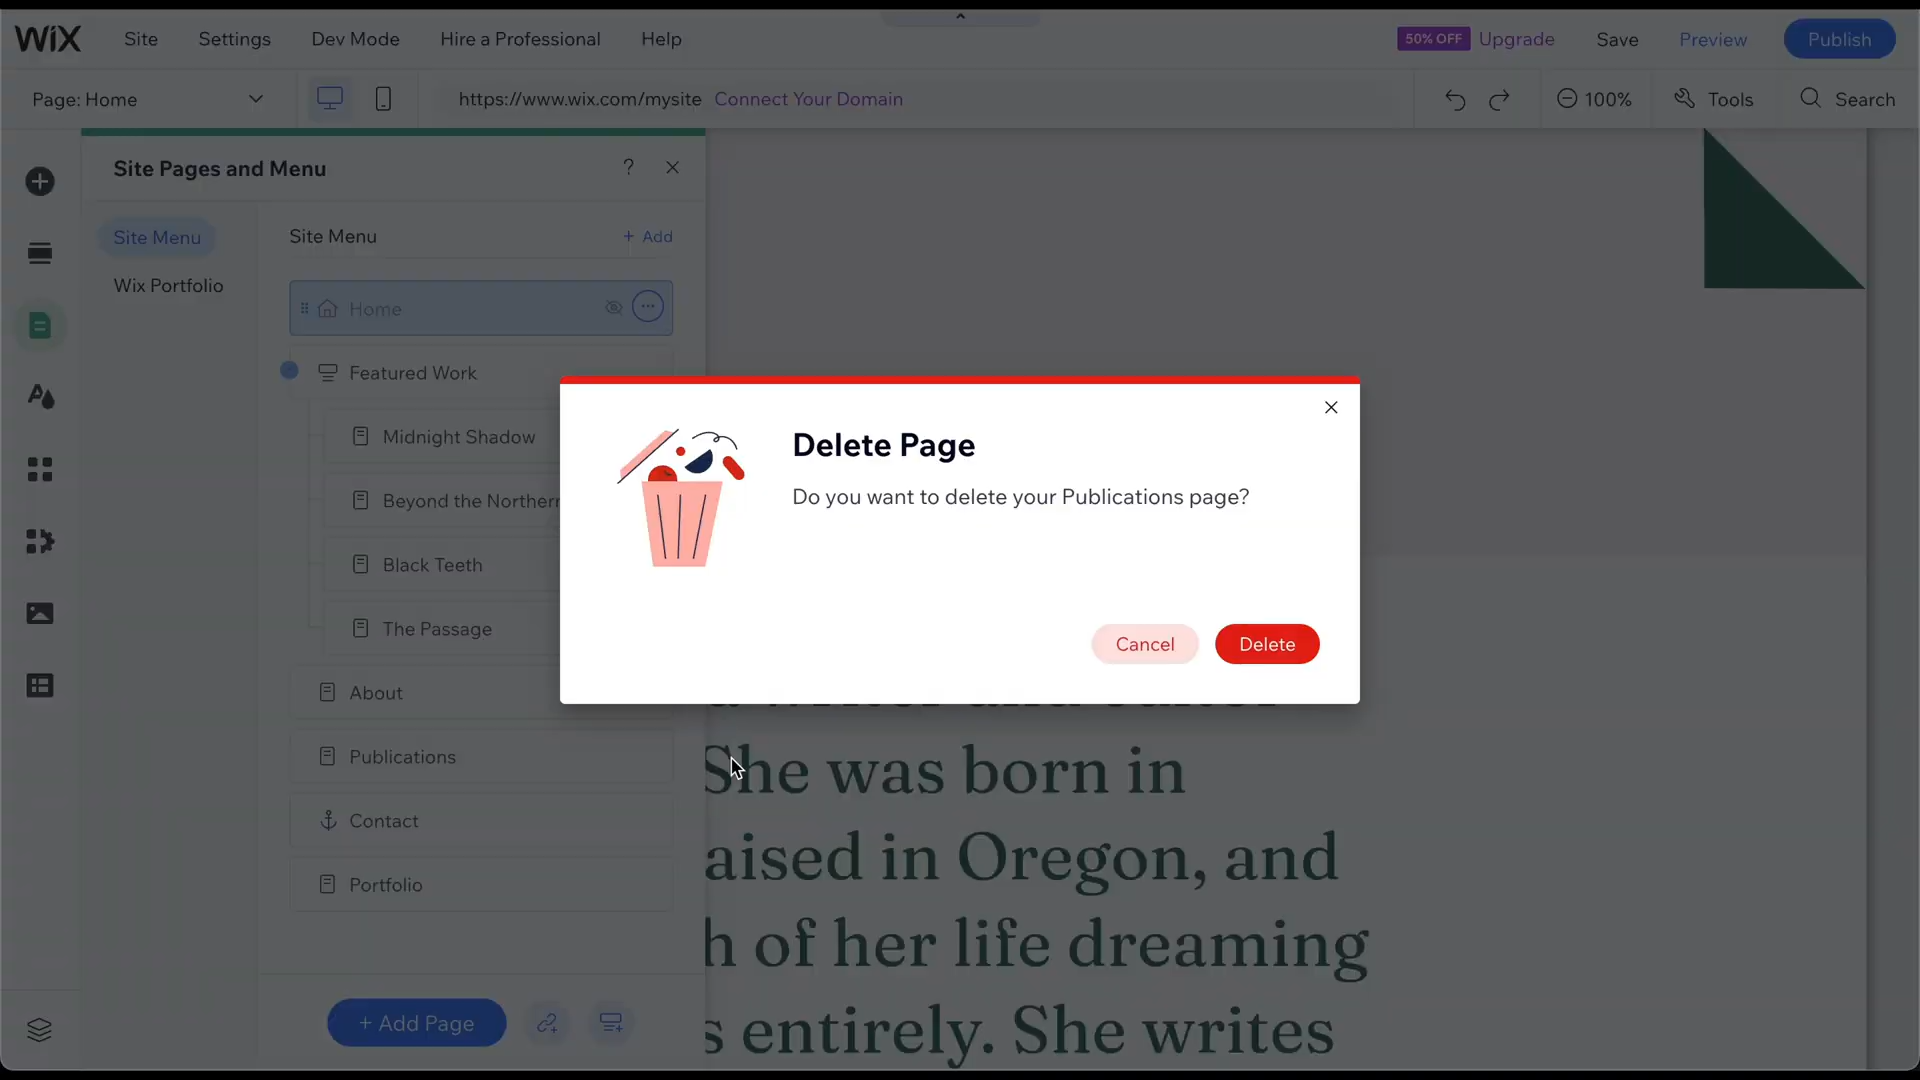 WiX Site Settings Dev Mode Hire a Professional Help 50% OFF Upgrade Save Preview Publish
Page: Home https://www.wix.com/mysite Connect Your Domain 100% Tools Search
Site Pages and Menu ?
Site Menu
Wix Portfolio
Site Menu + Add
Home
Featured Work
Midnight Shadow
Beyond the Northern
Black Teeth
The Passage
About
Publications
Contact
Portfolio
+ Add Page
Delete Page
Do you want to delete your Publications page?
Cancel Delete
She was born in
aised in Oregon, and
h of her life dreaming
s entirely. She writes